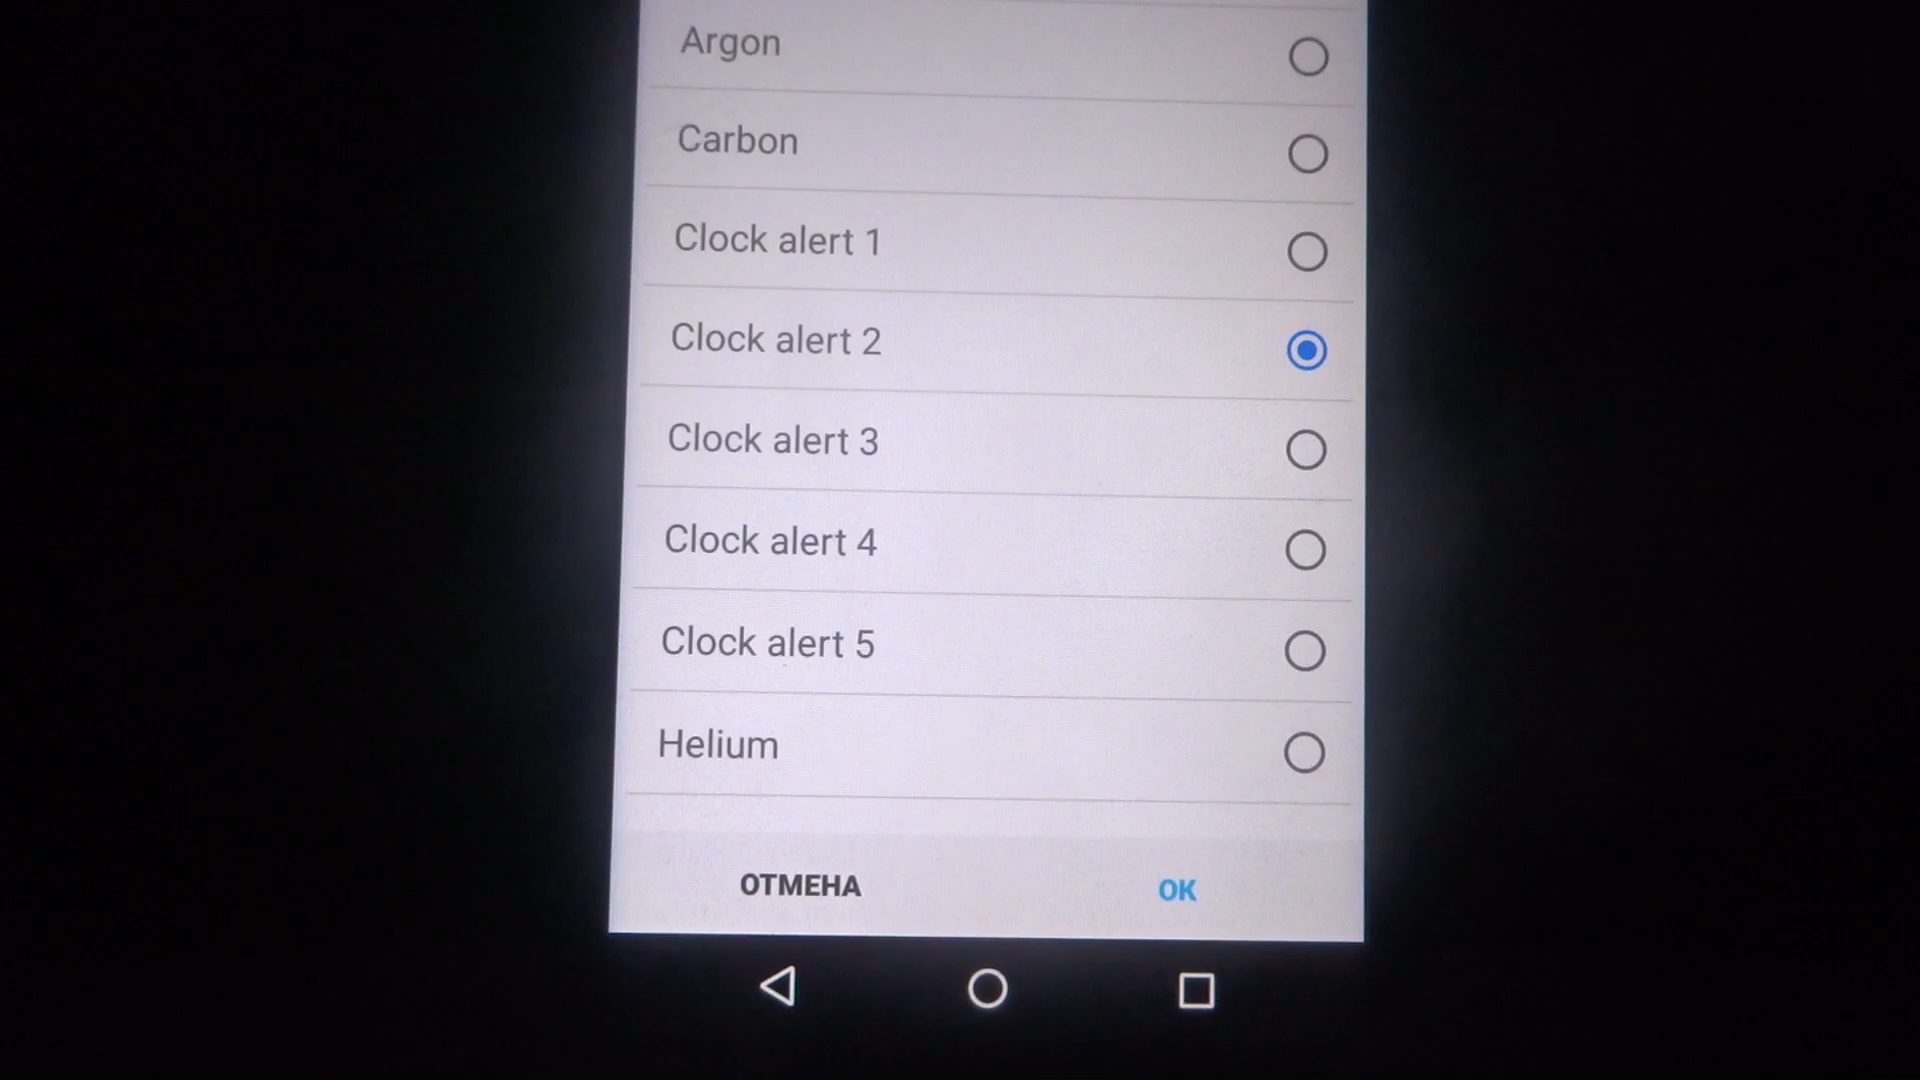 Argon
Carbon
Clock alert 1
Clock alert 2
Clock alert 3
Clock alert 4
Clock alert 5
Helium
ОТМЕНА
ОК